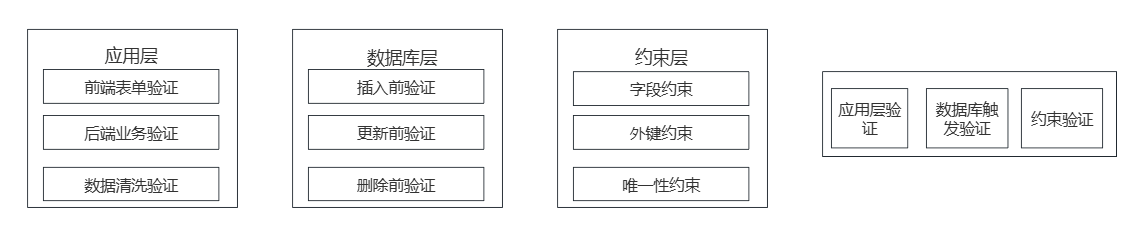 应用层
前端表单验证
后端业务验证
数据清洗验证
数据库层
插入前验证
更新前验证
删除前验证
约束层
字段约束
外键约束
唯一性约束
应用层验
证
数据库触
发验证
约束验证